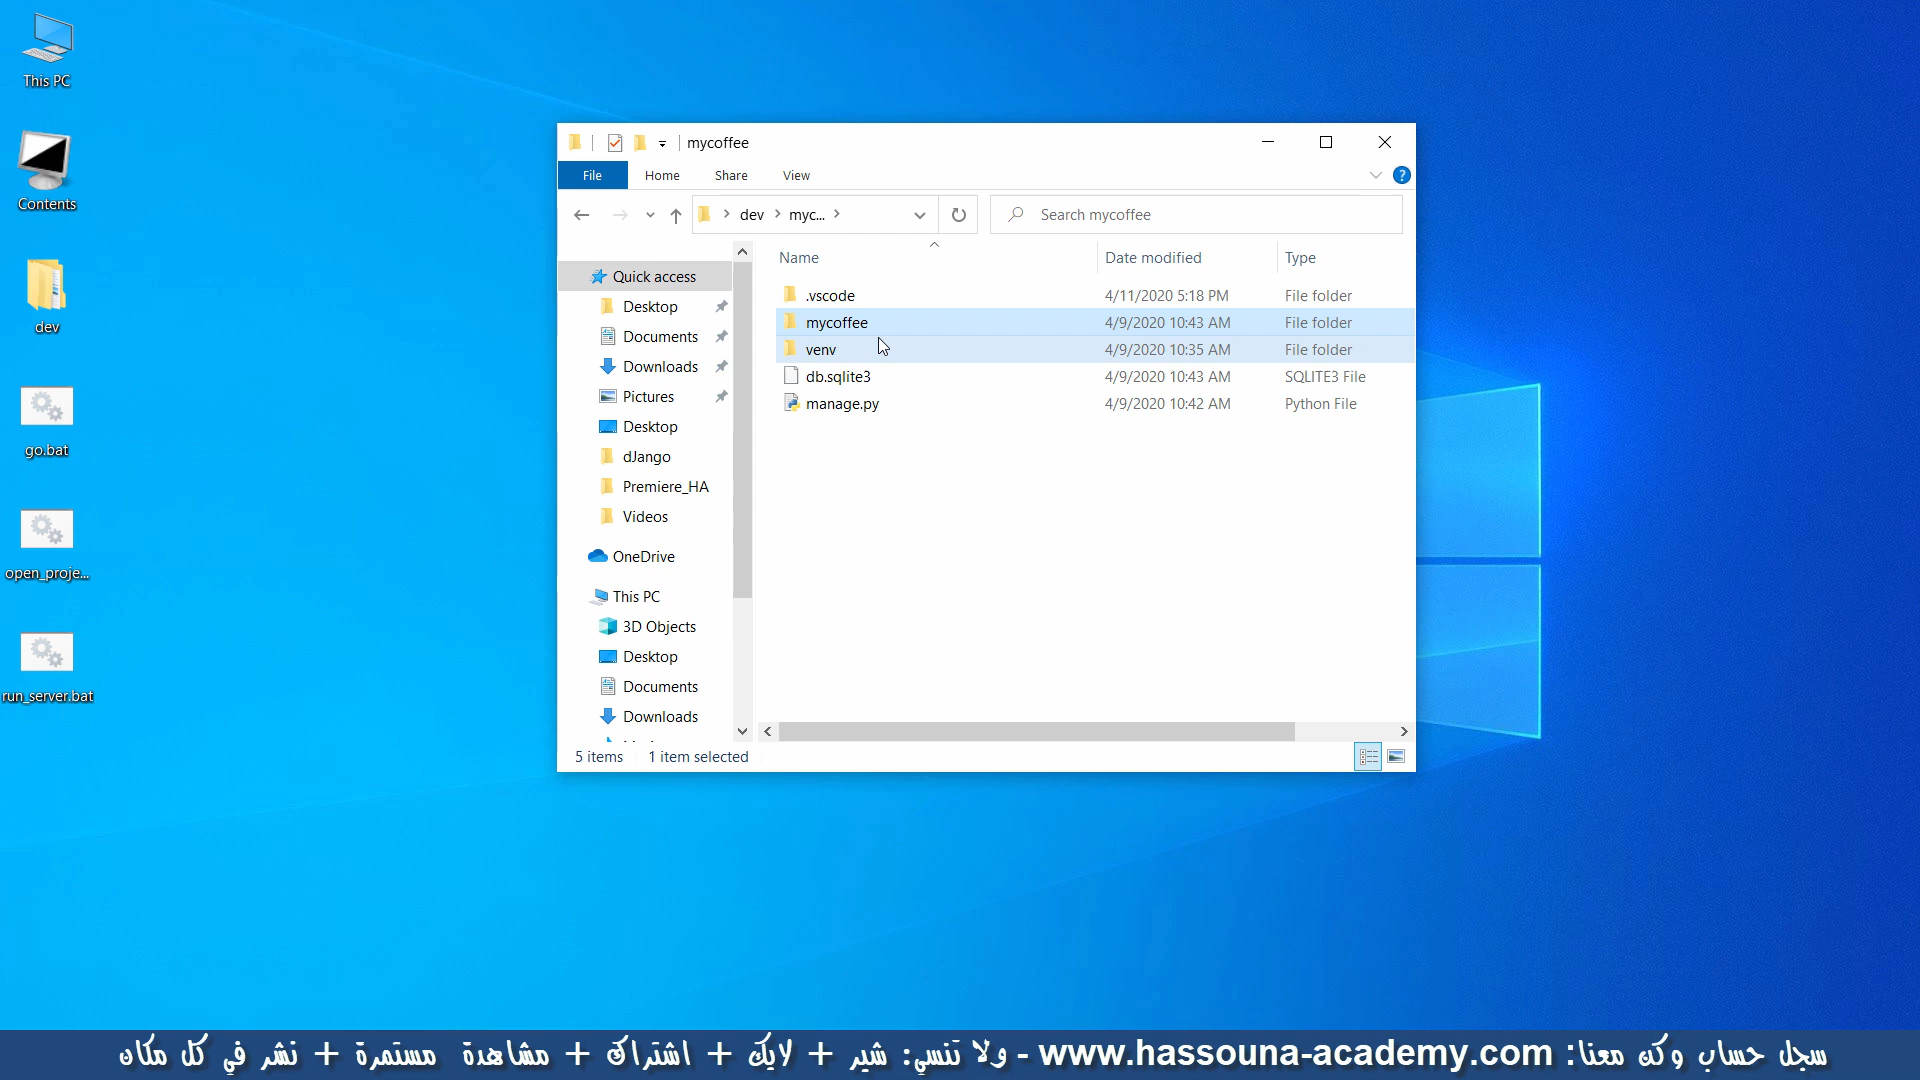 This PC
Contents
dev
go.bat
open_proje...
run_server.bat
mycoffee
File
Home
Share
View
dev
myc...
Search mycoffee
Name
Date modified
Type
Quick access
Desktop
Documents
Downloads
Pictures
Desktop
dJango
Premiere_HA
Videos
OneDrive
This PC
3D Objects
Desktop
Documents
Downloads
.vscode 4/11/2020 5:18 PM File folder
mycoffee 4/9/2020 10:43 AM File folder
venv 4/9/2020 10:35 AM File folder
db.sqlite3 4/9/2020 10:43 AM SQLITE3 File
manage.py 4/9/2020 10:42 AM Python File
5 items
1 item selected
سجل حساب وكن معنا: www.hassouna-academy.com - ولا تنسي: شير + لايك + اشتراك + مشاهدة مستمرة + نشر في كل مكان